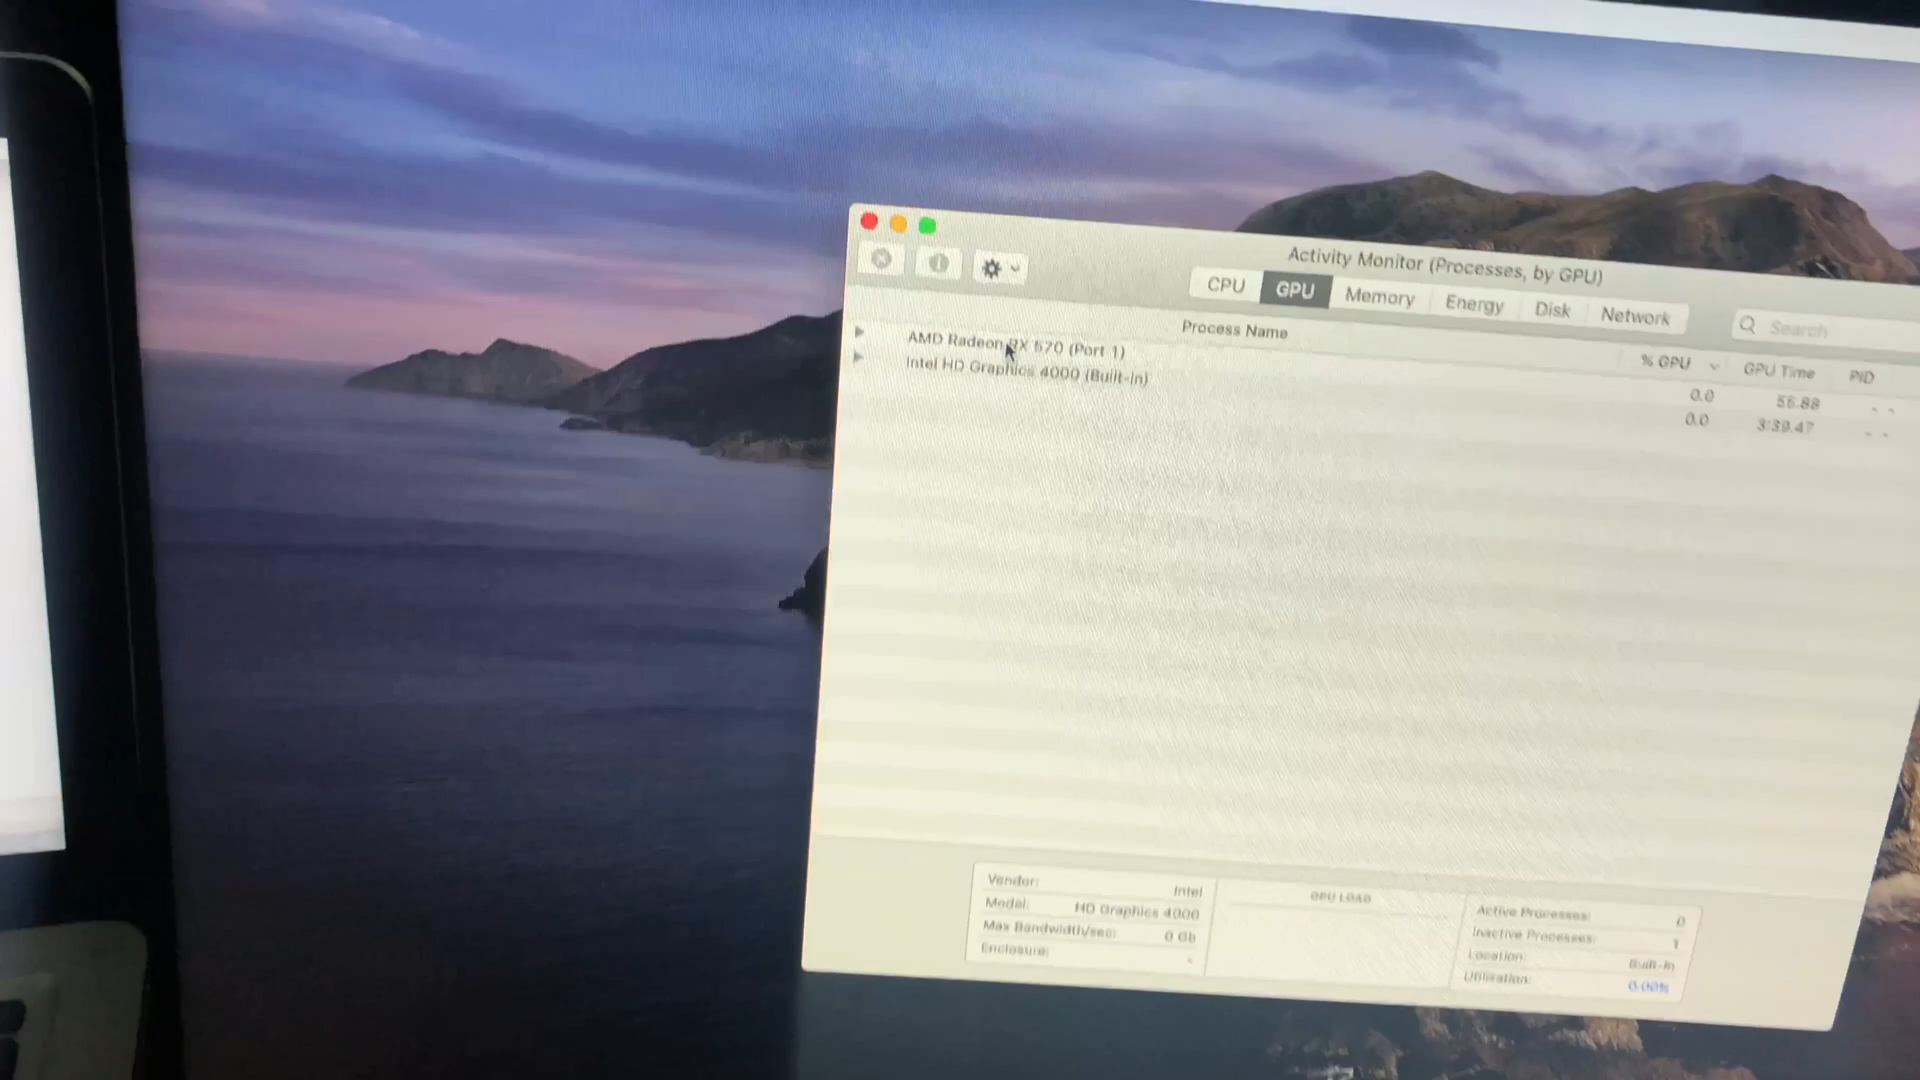 Activity Monitor (Processes, by GPU)
CPU GPU Memory Energy Disk Network
Search
Process Name % GPU GPU Time PID
AMD Radeon RX 570 (Port 1) 0.0 56.88 - -
Intel HD Graphics 4000 (Built-in) 0.0 3:39.47 - -
Vendor: Intel
Model: HD Graphics 4000
Max Bandwidth/sec: 0 Gb
Enclosure: -
GPU LOAD
Active Processes: 0
Inactive Processes: 1
Location: Built-in
Utilisation: 0.00%